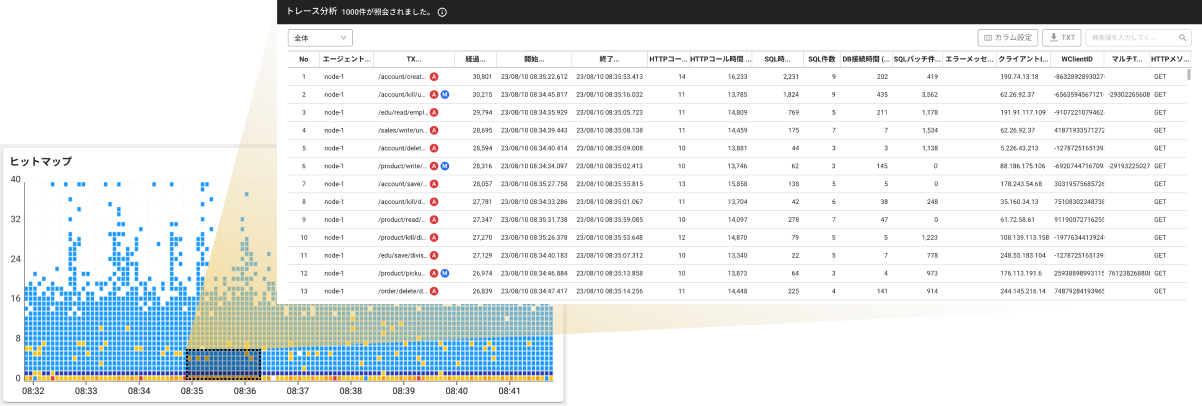 トレース分析 1000件が照会されました。
全体 カラム設定 TXT 検索語を入力してく...
No エージェント... TX... 経過... 開始... 終了... HTTPコー... HTTPコール時間 ... SQL時... SQL件数 DB接続時間 (... SQLパッチ件... エラーメッセ... クライアントI... WClientID マルチT... HTTPメソ...
1 node-1 /account/creat... A 30,801 23/08/10 08:35:22.612 23/08/10 08:35:53.413 14 16,233 2,231 9 202 419 190.74.13.18 -8632892893027( GET
2 node-1 /account/kill/u... A M 30,215 23/08/10 08:34:45.817 23/08/10 08:35:16.032 11 13,785 1,824 9 435 3,562 62.26.92.37 -6563594567121( -29302265608 GET
3 node-1 /edu/read/empl... A 29,794 23/08/10 08:34:35.929 23/08/10 08:35:05.723 11 14,809 769 5 211 1,178 191.91.117.109 -9107221079462· GET
4 node-1 /sales/write/un... A 28,695 23/08/10 08:34:39.443 23/08/10 08:35:08.138 11 14,459 175 7 7 1,534 62.26.92.37 418719335712727 GET
5 node-1 /account/delet... A 28,594 23/08/10 08:34:40.414 23/08/10 08:35:09.008 10 13,881 44 3 3 1,138 5.226.43.213 -1278725165139 GET
6 node-1 /product/write/... A M 28,316 23/08/10 08:34:34.097 23/08/10 08:35:02.413 10 13,746 62 3 145 0 88.186.175.106 -6920744716709 -29193225027 GET
7 node-1 /account/save/... A 28,057 23/08/10 08:35:27.758 23/08/10 08:35:55.815 13 15,858 138 5 5 0 178.243.54.68 303195756857268 GET
8 node-1 /account/kill/d... A 27,781 23/08/10 08:34:33.286 23/08/10 08:35:01.067 11 13,704 42 6 38 248 35.160.34.13 751083023487387 GET
9 node-1 /product/read/... A 27,347 23/08/10 08:35:31.738 23/08/10 08:35:59.085 10 14,097 278 7 47 0 61.72.58.61 911900727162557 GET
10 node-1 /product/kill/di... A 27,270 23/08/10 08:35:26.378 23/08/10 08:35:53.648 12 14,870 79 5 5 1,223 108.139.113.158 -1977634413924· GET
11 node-1 /edu/save/divis... A 27,129 23/08/10 08:34:40.183 23/08/10 08:35:07.312 10 13,340 22 5 7 778 248.55.183.104 -1278725165139 GET
12 node-1 /product/picku... A M 26,974 23/08/10 08:34:46.884 23/08/10 08:35:13.858 10 13,873 64 3 4 973 176.113.191.6 259388989931157 76123826880 GET
13 node-1 /order/delete/d... A 26,839 23/08/10 08:34:47.417 23/08/10 08:35:14.256 11 14,448 225 4 141 914 244.145.216.14 748792841939657 GET
ヒットマップ
40
32
24
16
8
0
08:32 08:33 08:34 08:35 08:36 08:37 08:38 08:39 08:40 08:41